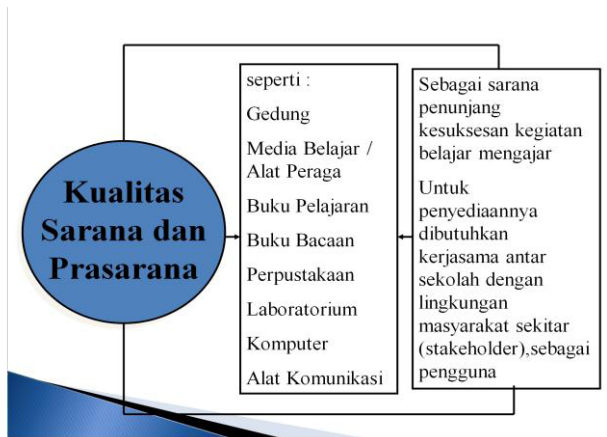 Kualitas
Sarana dan
Prasarana
seperti :
Gedung
Media Belajar /
Alat Peraga
Buku Pelajaran
Buku Bacaan
Perpustakaan
Laboratorium
Komputer
Alat Komunikasi
Sebagai sarana
penunjang
kesuksesan kegiatan
belajar mengajar
Untuk
penyediaannya
dibutuhkan
kerjasama antar
sekolah dengan
lingkungan
masyarakat sekitar
(stakeholder),sebagai
pengguna